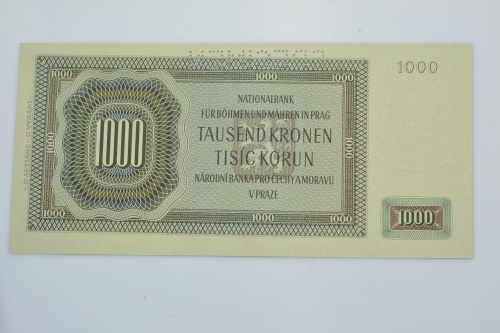 1000 1000 1000
1000
NATIONALBANK
FÜR BÖHMEN UND MÄHREN IN PRAG
TAUSEND KRONEN
TISÍC KORUN
NÁRODNÍ BANKA PRO ČECHY A MORAVU
V PRAZE
1000
1000 1000 1000
1000